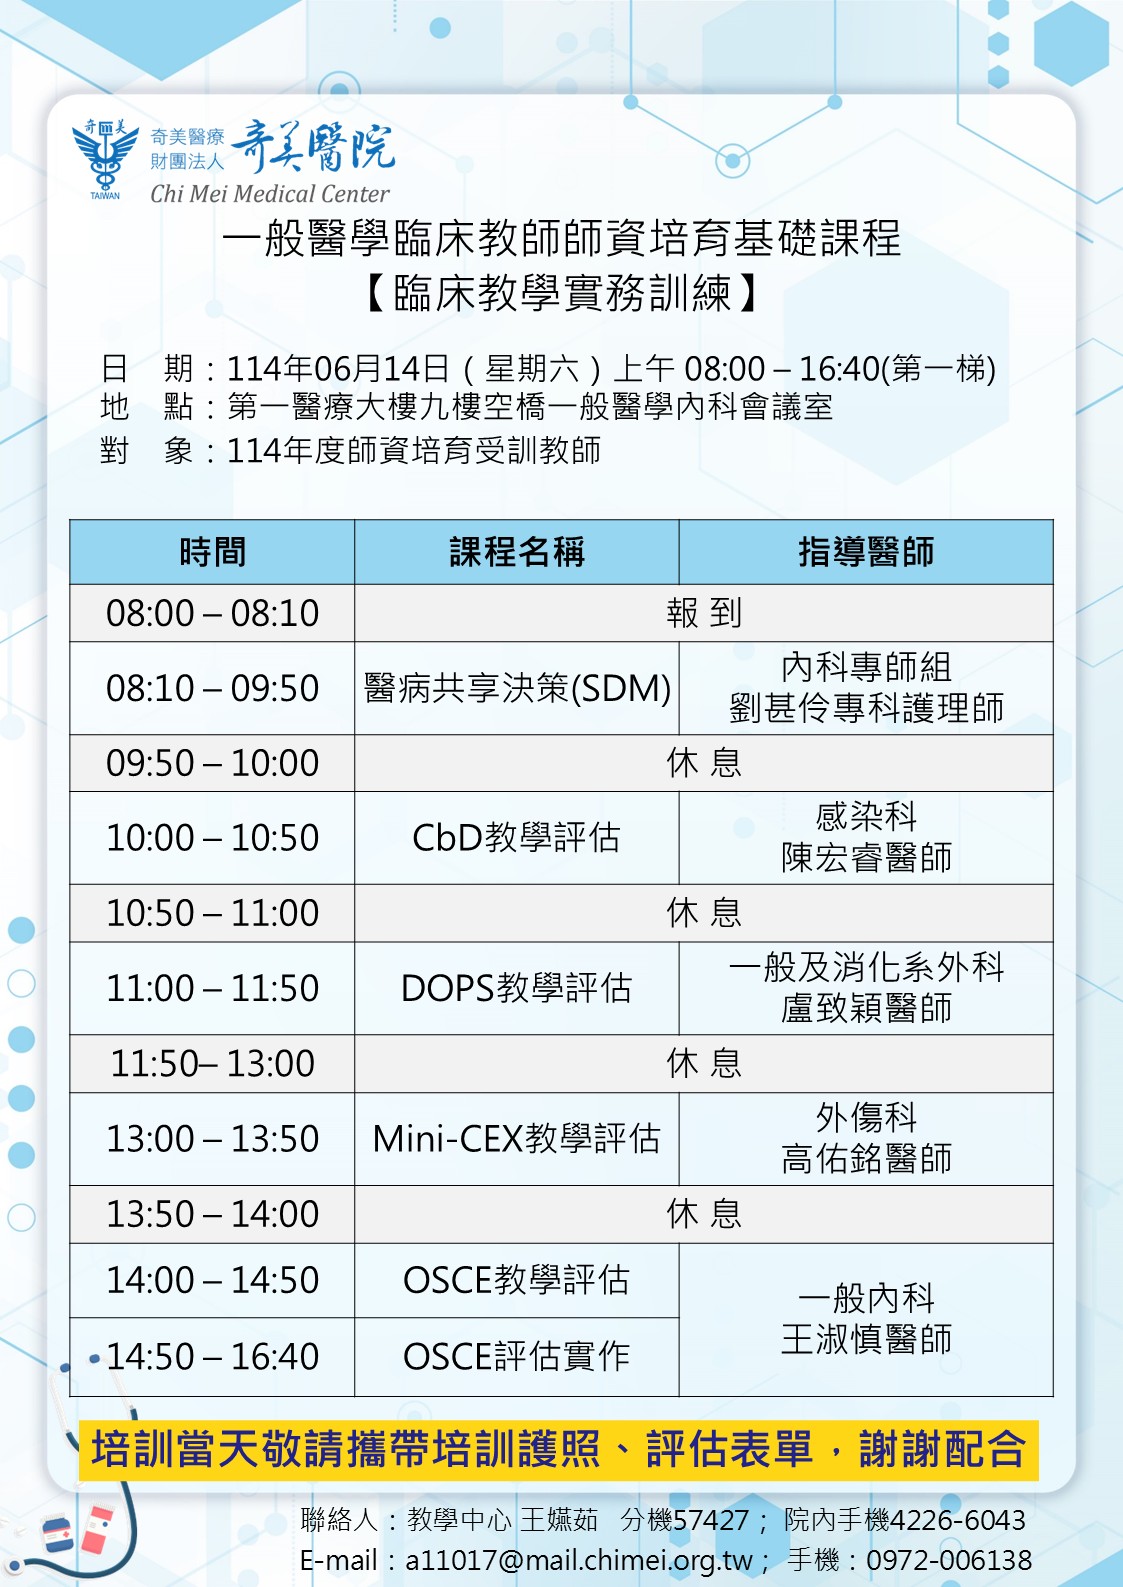 奇美
TAIWAN
奇美醫療
財團法人
奇美醫院
Chi Mei Medical Center
一般醫學臨床教師師資培育基礎課程
【臨床教學實務訓練】
日　期：114年06月14日（星期六）上午 08:00 – 16:40(第一梯)
地　點：第一醫療大樓九樓空橋一般醫學內科會議室
對　象：114年度師資培育受訓教師
時間 課程名稱 指導醫師
08:00 – 08:10 報 到
08:10 – 09:50 醫病共享決策(SDM) 內科專師組
劉甚伶專科護理師
09:50 – 10:00 休 息
10:00 – 10:50 CbD教學評估 感染科
陳宏睿醫師
10:50 – 11:00 休 息
11:00 – 11:50 DOPS教學評估 一般及消化系外科
盧致穎醫師
11:50– 13:00 休 息
13:00 – 13:50 Mini-CEX教學評估 外傷科
高佑銘醫師
13:50 – 14:00 休 息
14:00 – 14:50 OSCE教學評估 一般內科
王淑慎醫師
14:50 – 16:40 OSCE評估實作
培訓當天敬請攜帶培訓護照、評估表單，謝謝配合
聯絡人：教學中心 王嬿茹 分機57427； 院內手機4226-6043
E-mail：a11017@mail.chimei.org.tw； 手機：0972-006138